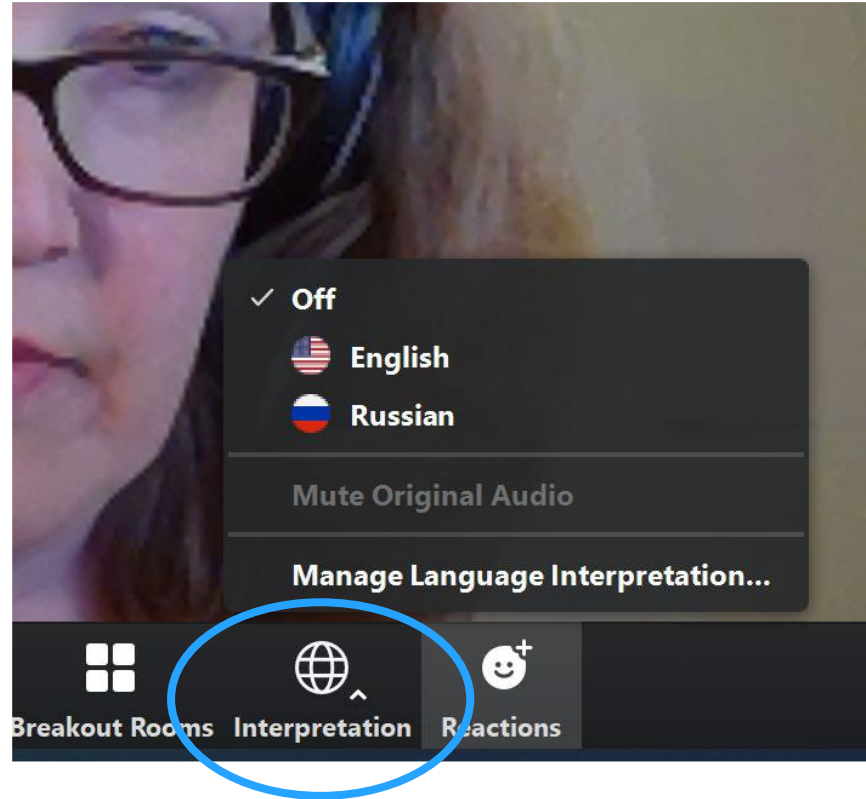 Off
English
Russian
Mute Original Audio
Manage Language Interpretation...
Breakout Rooms Interpretation Reactions